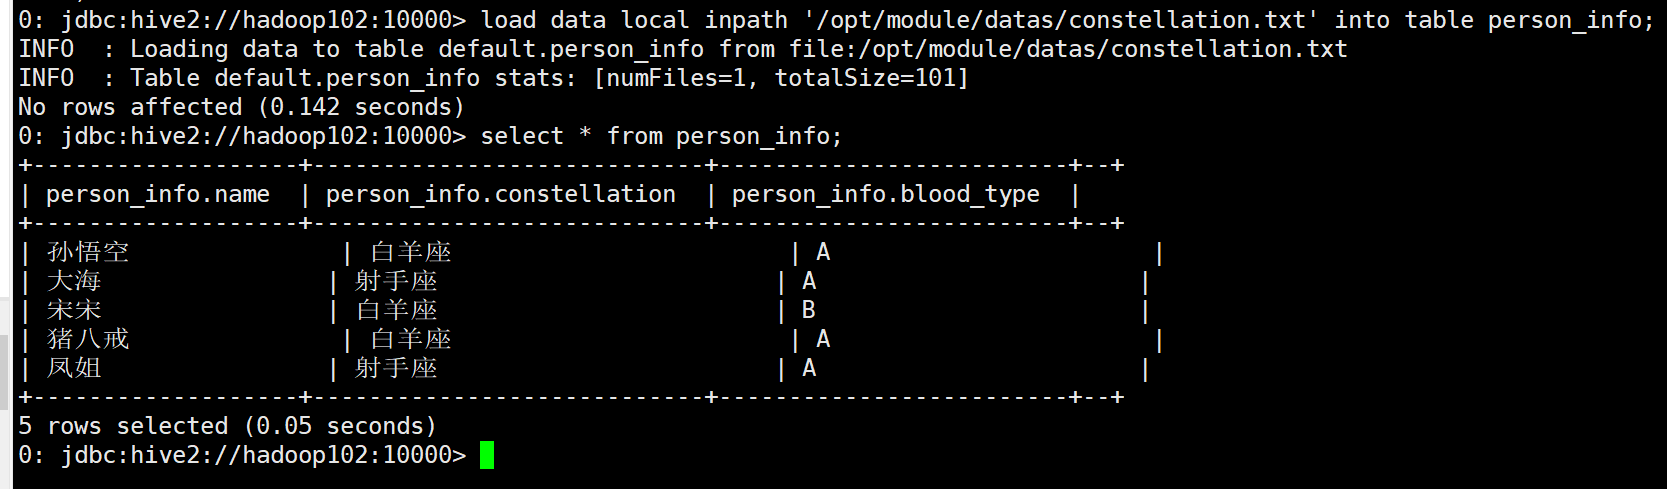 0: jdbc:hive2://hadoop102:10000> load data local inpath '/opt/module/datas/constellation.txt' into table person_info;
INFO  : Loading data to table default.person_info from file:/opt/module/datas/constellation.txt
INFO  : Table default.person_info stats: [numFiles=1, totalSize=101]
No rows affected (0.142 seconds)
0: jdbc:hive2://hadoop102:10000> select * from person_info;
+-------------------+----------------------------+-------------------------+--+
| person_info.name  | person_info.constellation  | person_info.blood_type  |
+-------------------+----------------------------+-------------------------+--+
| 孙悟空               | 白羊座                        | A                       |
| 大海                | 射手座                        | A                       |
| 宋宋                | 白羊座                        | B                       |
| 猪八戒               | 白羊座                        | A                       |
| 凤姐                | 射手座                        | A                       |
+-------------------+----------------------------+-------------------------+--+
5 rows selected (0.05 seconds)
0: jdbc:hive2://hadoop102:10000>